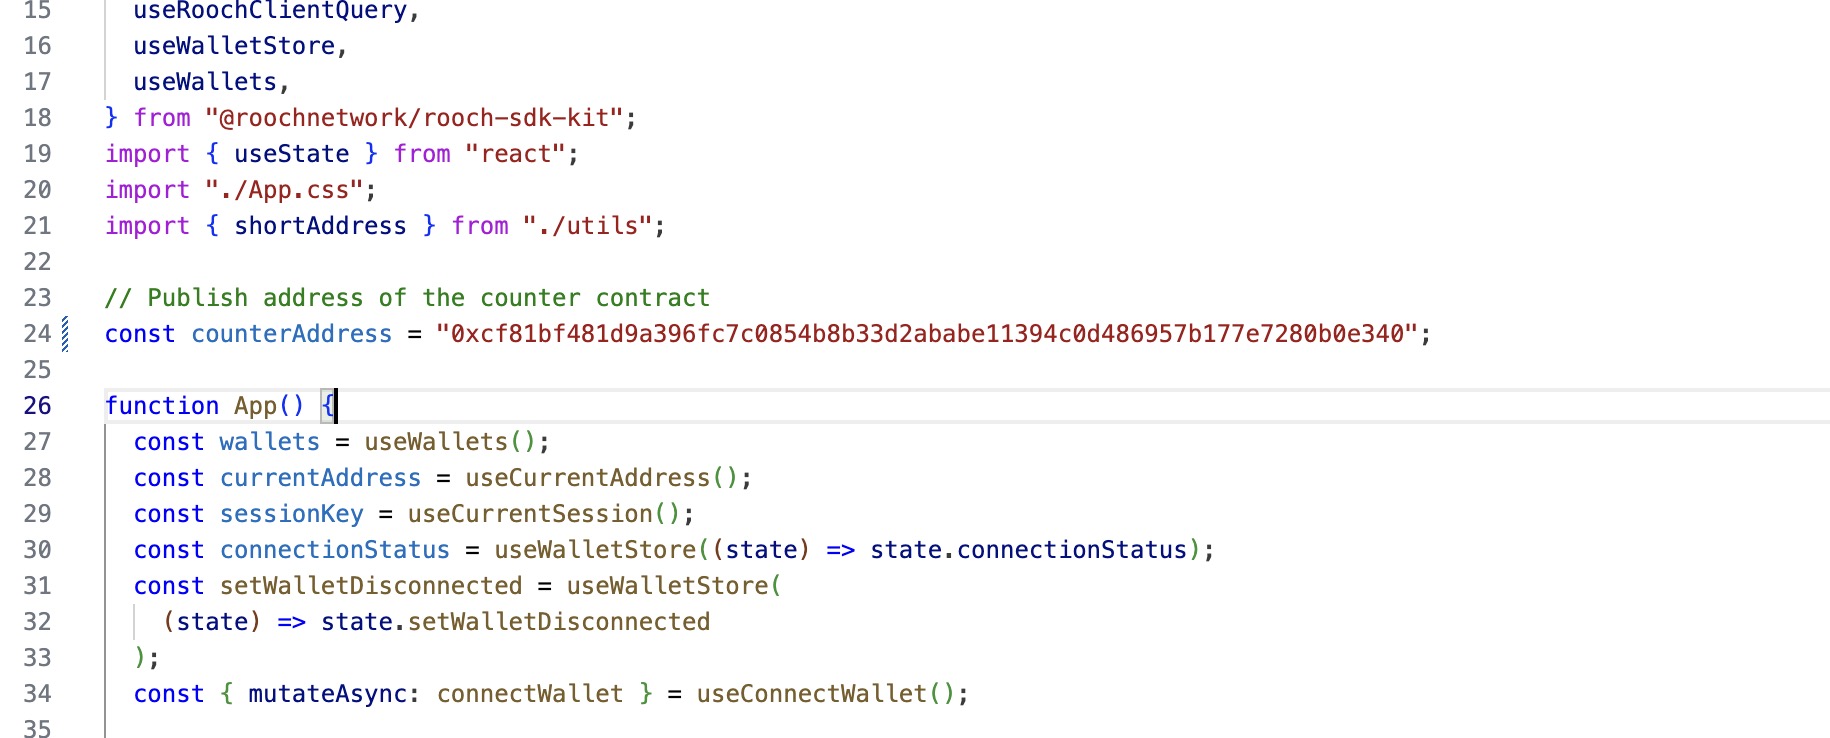 15 useRoochClientQuery,
16 useWalletStore,
17 useWallets,
18 } from "@roochnetwork/rooch-sdk-kit";
19 import { useState } from "react";
20 import "./App.css";
21 import { shortAddress } from "./utils";
22
23 // Publish address of the counter contract
24 const counterAddress = "0xcf81bf481d9a396fc7c0854b8b33d2ababe11394c0d486957b177e7280b0e340";
25
26 function App() {
27 const wallets = useWallets();
28 const currentAddress = useCurrentAddress();
29 const sessionKey = useCurrentSession();
30 const connectionStatus = useWalletStore((state) => state.connectionStatus);
31 const setWalletDisconnected = useWalletStore(
32 (state) => state.setWalletDisconnected
33 );
34 const { mutateAsync: connectWallet } = useConnectWallet();
35